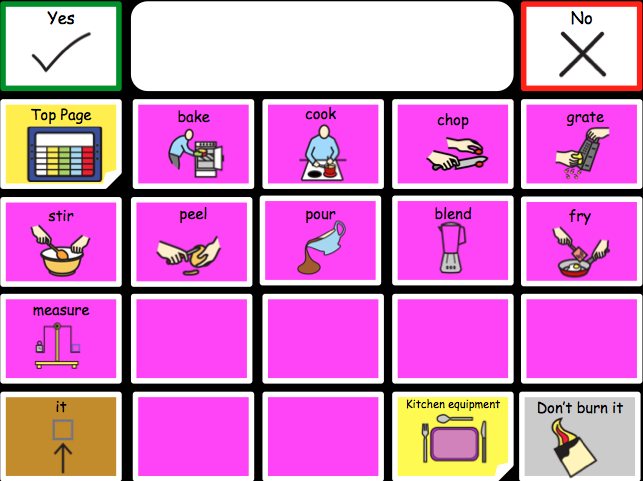 Yes
No
Top Page
bake
cook
chop
grate
stir
peel
pour
blend
fry
measure
it
Kitchen equipment
Don't burn it